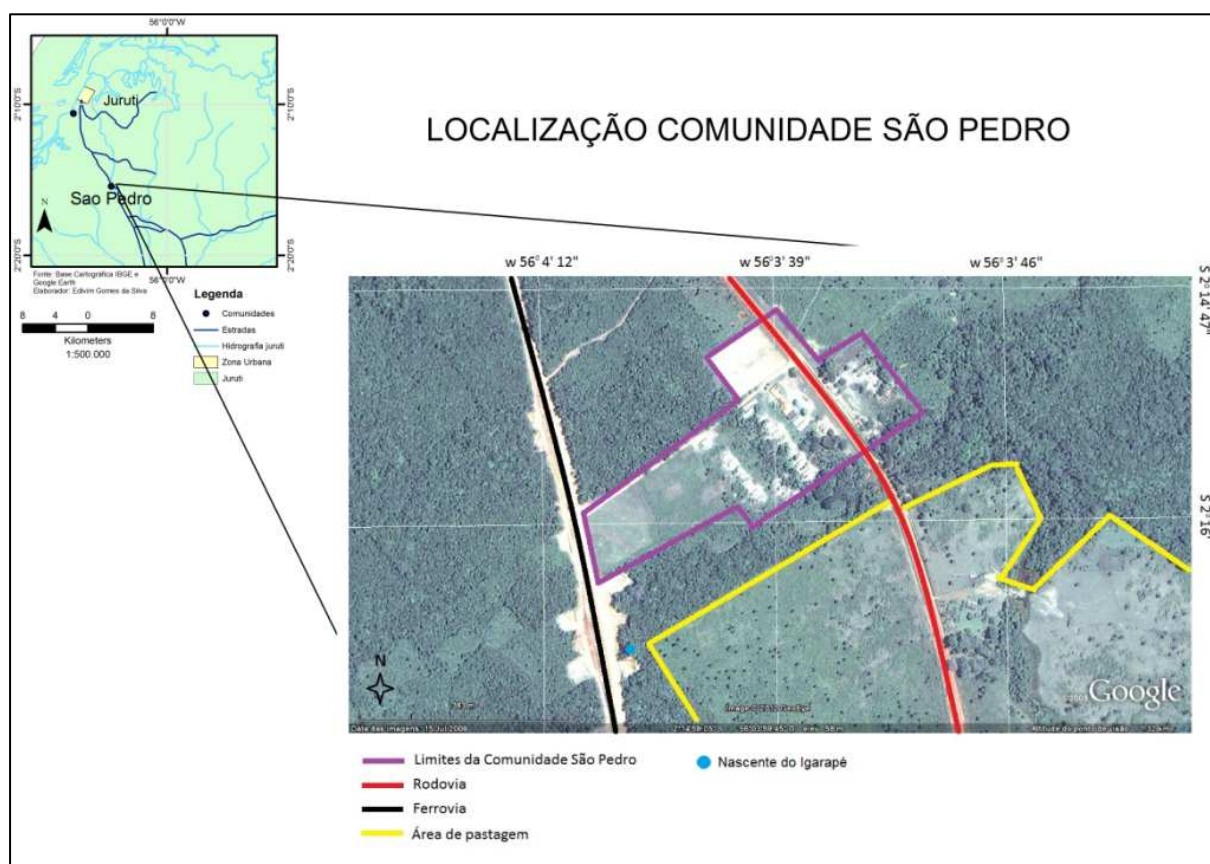 56°0'0"W
2°10'0"S
2°10'0"S
Juruti
Sao Pedro
N
2°20'0"S
2°20'0"S
56°0'0"W
Fonte: Base Cartográfica IBGE e
Google Earth
Elaborador: Edivim Gomes da Silva
8 4 0 8
Kilometers
1:500.000
Legenda
Comunidades
Estradas
Hidrografia juruti
Zona Urbana
Juruti
LOCALIZAÇÃO COMUNIDADE SÃO PEDRO
w 56° 4' 12"
w 56° 3' 39"
w 56° 3' 46"
S 2° 14' 47"
S 2° 16'
N
Google
Limites da Comunidade São Pedro
Nascente do Igarapé
Rodovia
Ferrovia
Área de pastagem